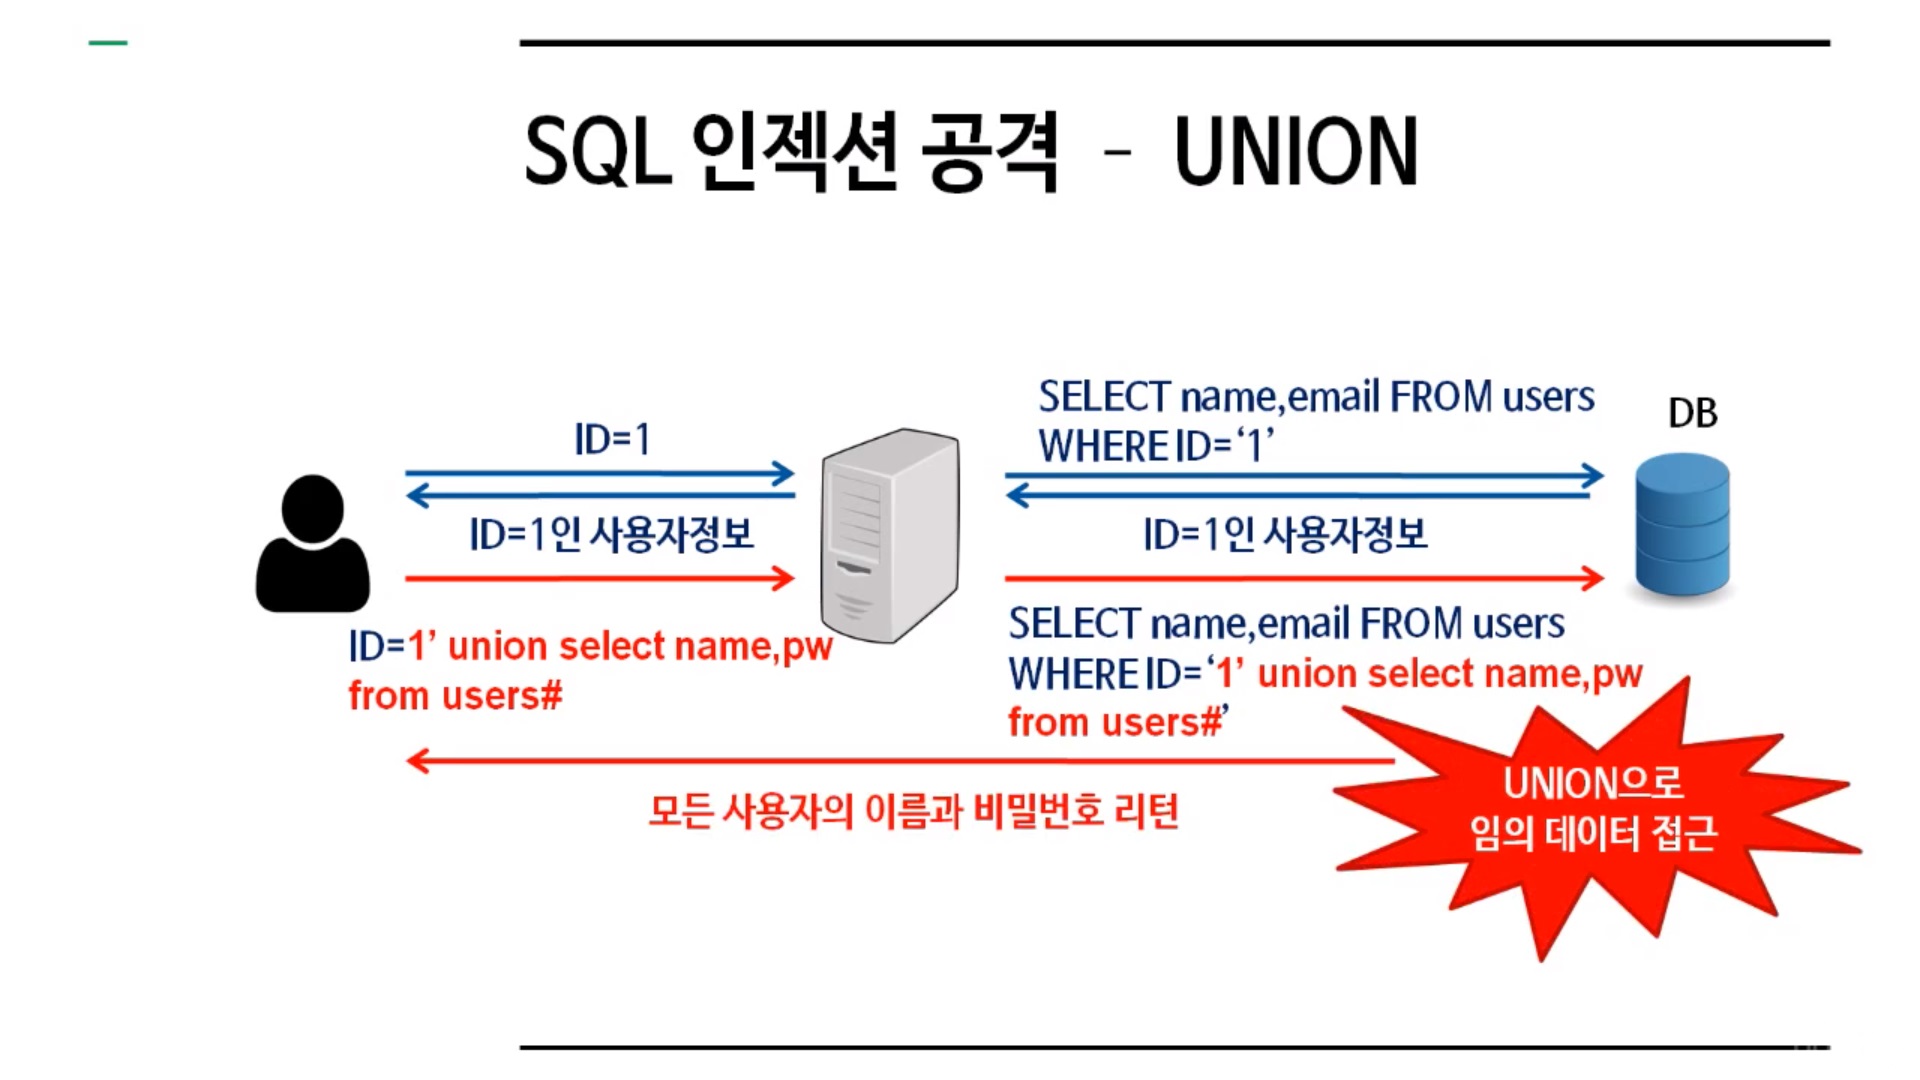 SQL 인젝션 공격 - UNION
ID=1
ID=1인 사용자정보
SELECT name,email FROM users
WHERE ID=‘1’
DB
ID=1인 사용자정보
ID=1’ union select name,pw
from users#
SELECT name,email FROM users
WHERE ID=‘1’ union select name,pw
from users#’
모든 사용자의 이름과 비밀번호 리턴
UNION으로
임의 데이터 접근